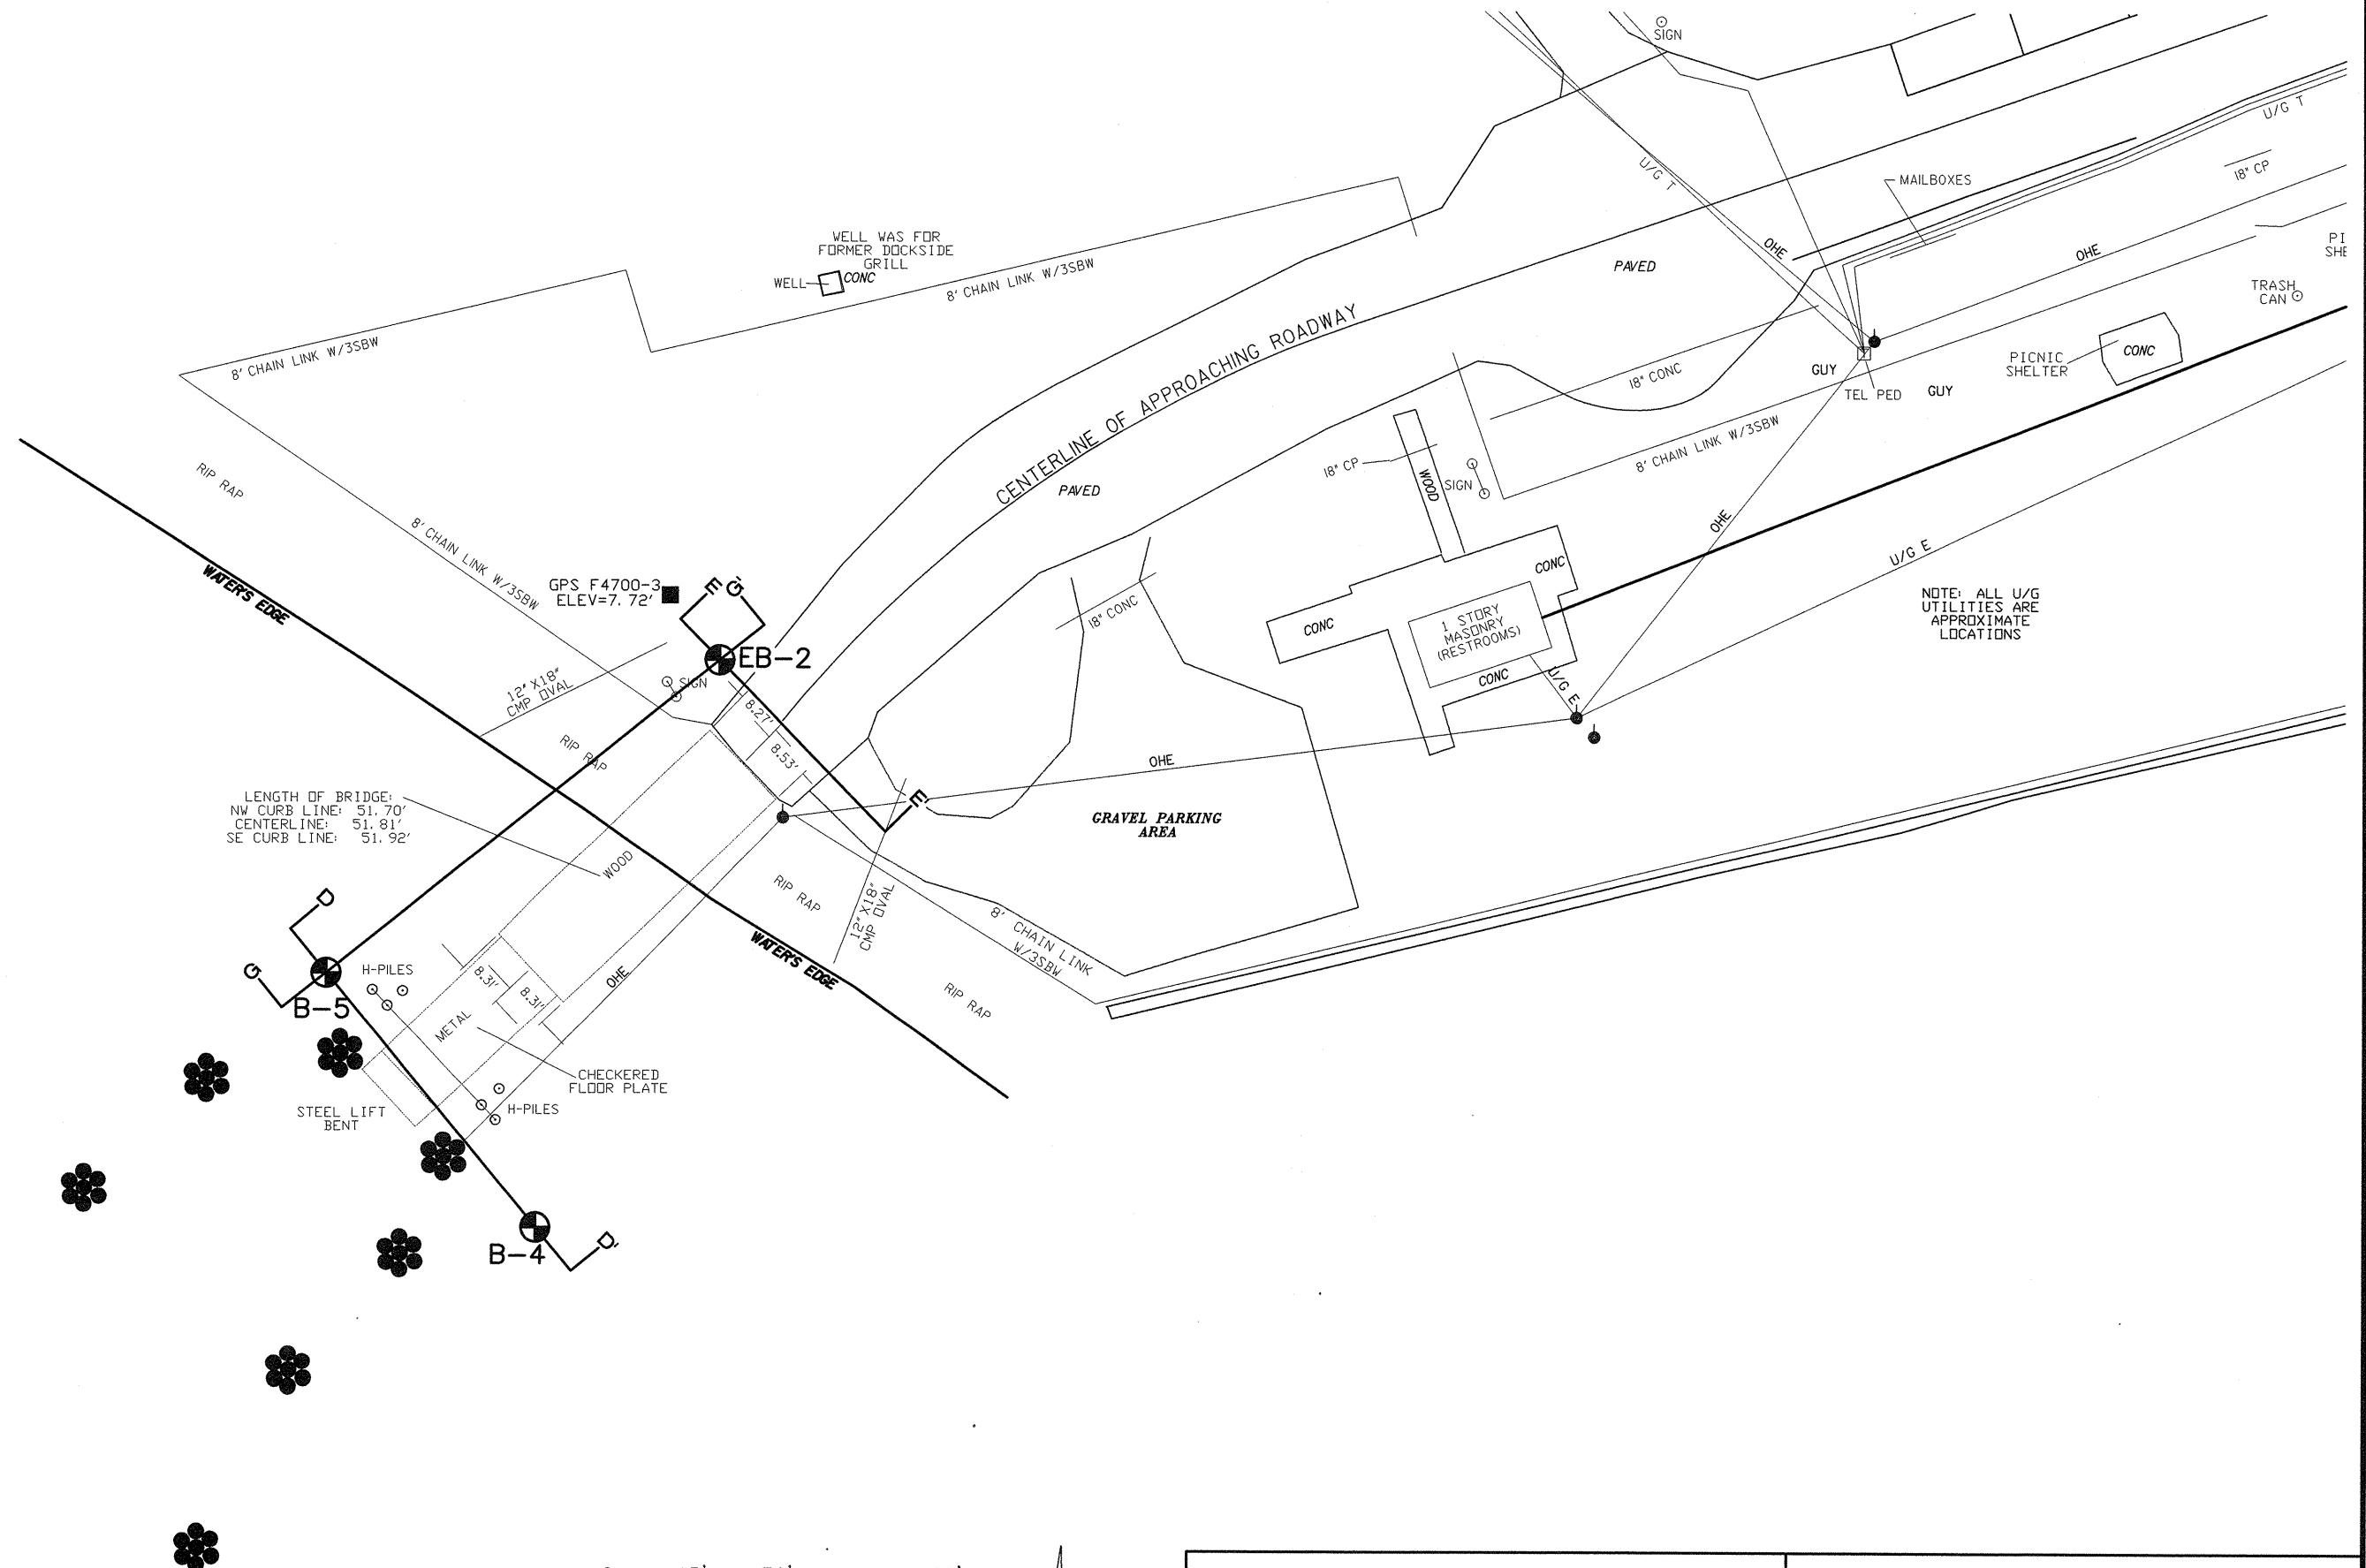 SIGN
U/G T
U/G T
MAILBOXES
18" CP
WELL WAS FOR
FORMER DOCKSIDE
GRILL
WELL
CONC
8' CHAIN LINK W/3SBW
OHE
OHE
PAVED
TRASH
CAN
8' CHAIN LINK W/3SBW
CENTERLINE OF APPROACHING ROADWAY
PICNIC
SHELTER
CONC
GUY
TEL PED
GUY
18" CONC
8' CHAIN LINK W/3SBW
RIP RAP
18" CP
WOOD
SIGN
PAVED
8' CHAIN LINK W/3SBW
OHE
U/G E
WATER'S EDGE
GPS F4700-3
ELEV=7.72'
E
G'
18" CONC
CONC
CONC
1 STORY
MASONRY
(RESTROOMS)
CONC
U/G E
NOTE: ALL U/G
UTILITIES ARE
APPROXIMATE
LOCATIONS
EB-2
12"X18"
CMP OVAL
SIGN
8.27'
8.53'
RIP RAP
OHE
LENGTH OF BRIDGE:
NW CURB LINE: 51.70'
CENTERLINE: 51.81'
SE CURB LINE: 51.92'
E'
GRAVEL PARKING
AREA
WOOD
RIP RAP
12"X18"
CMP OVAL
D
8' CHAIN LINK
W/3SBW
WATER'S EDGE
G
H-PILES
B-5
8.31'
8.31'
OHE
RIP RAP
METAL
CHECKERED
FLOOR PLATE
STEEL LIFT
BENT
H-PILES
B-4
D'